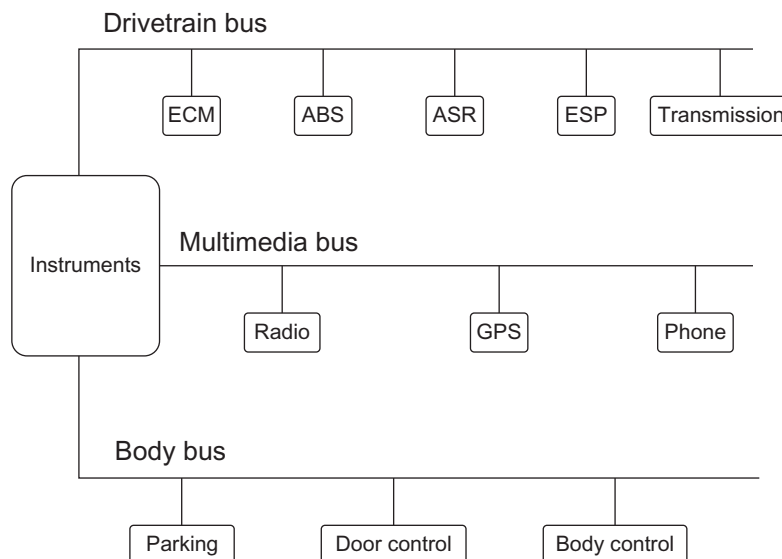 Drivetrain bus
ECM ABS ASR ESP Transmission
Multimedia bus
Instruments
Radio GPS Phone
Body bus
Parking Door control Body control